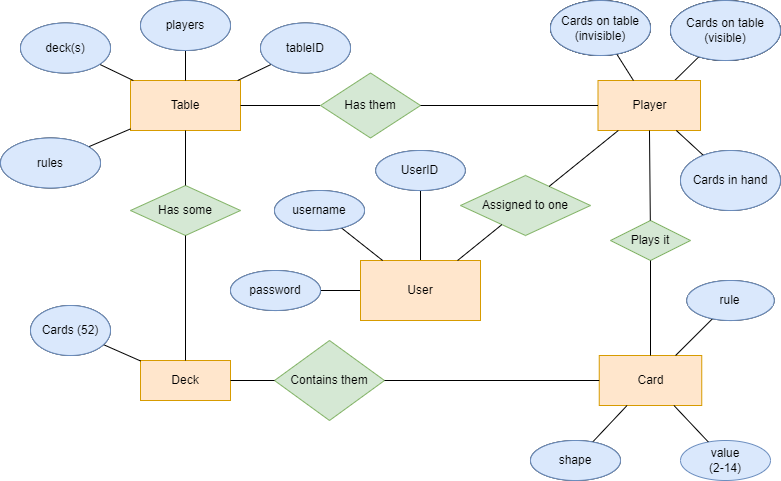 players
Cards on table
(invisible)
Cards on table
(visible)
deck(s)
tableID
Table
Has them
Player
rules
UserID
Cards in hand
Has some
username
Assigned to one
Plays it
password
User
rule
Cards (52)
Deck
Contains them
Card
shape
value
(2-14)